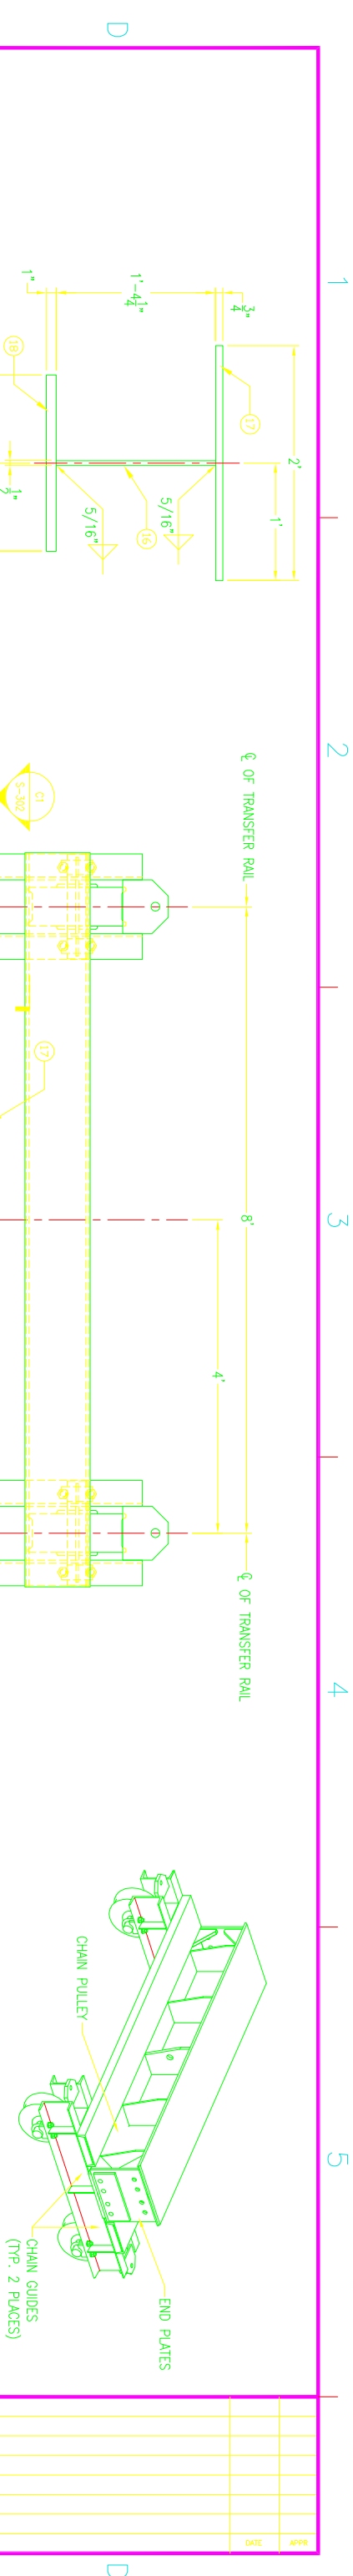 D
1
2
3
4
5
D
3/4"
1'-4 1/4"
1"
17
2'
1'
18
16
5/16"
5/16"
1/2"
C1
S-302
℄ OF TRANSFER RAIL
8'
℄ OF TRANSFER RAIL
4'
17
CHAIN PULLEY
END PLATES
CHAIN GUIDES
(TYP. 2 PLACES)
DATE